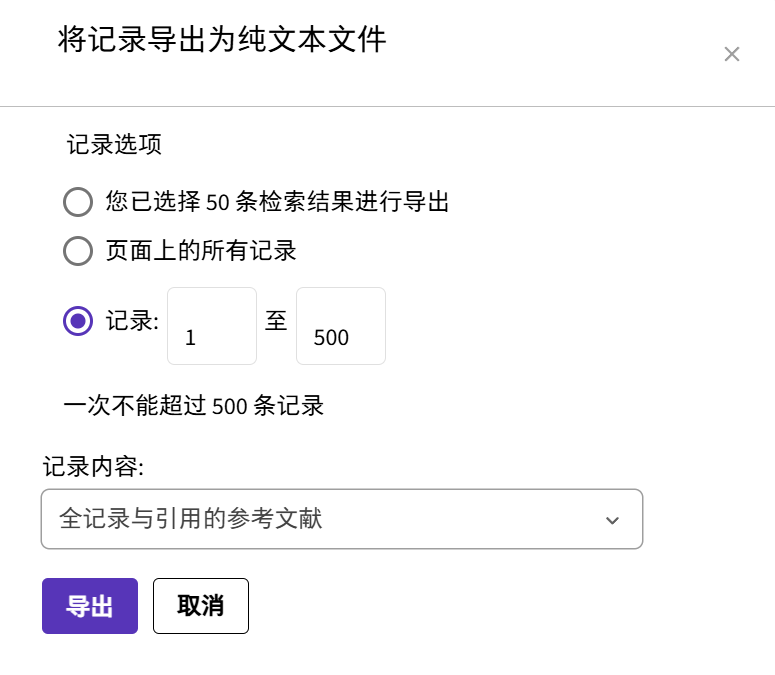 将记录导出为纯文本文件
记录选项
您已选择 50 条检索结果进行导出
页面上的所有记录
记录: 1 至 500
一次不能超过 500 条记录
记录内容:
全记录与引用的参考文献
导出 取消